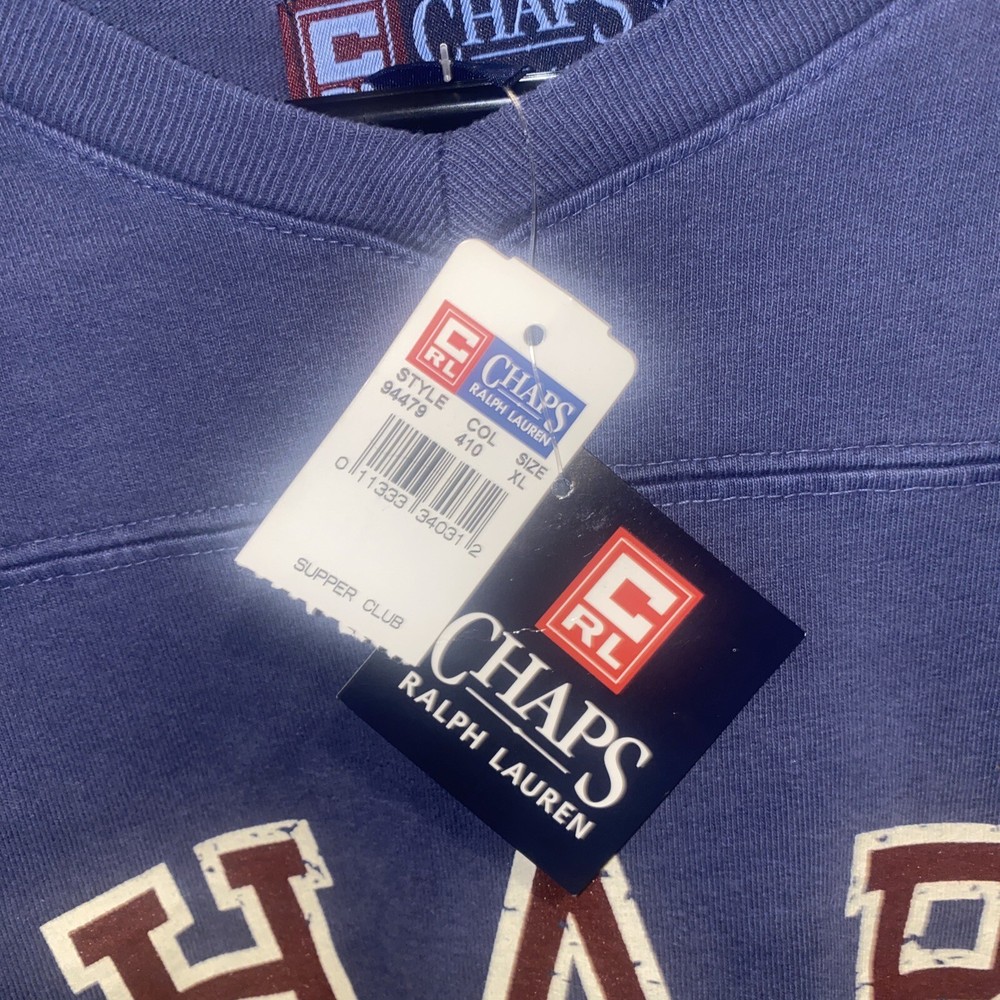 C
CHAPS
C
RL
CHAPS
RALPH LAUREN
STYLE COL SIZE
94479 410 XL
0 11333 34031 2
SUPPER CLUB
C
RL
CHAPS
RALPH LAUREN
HAP